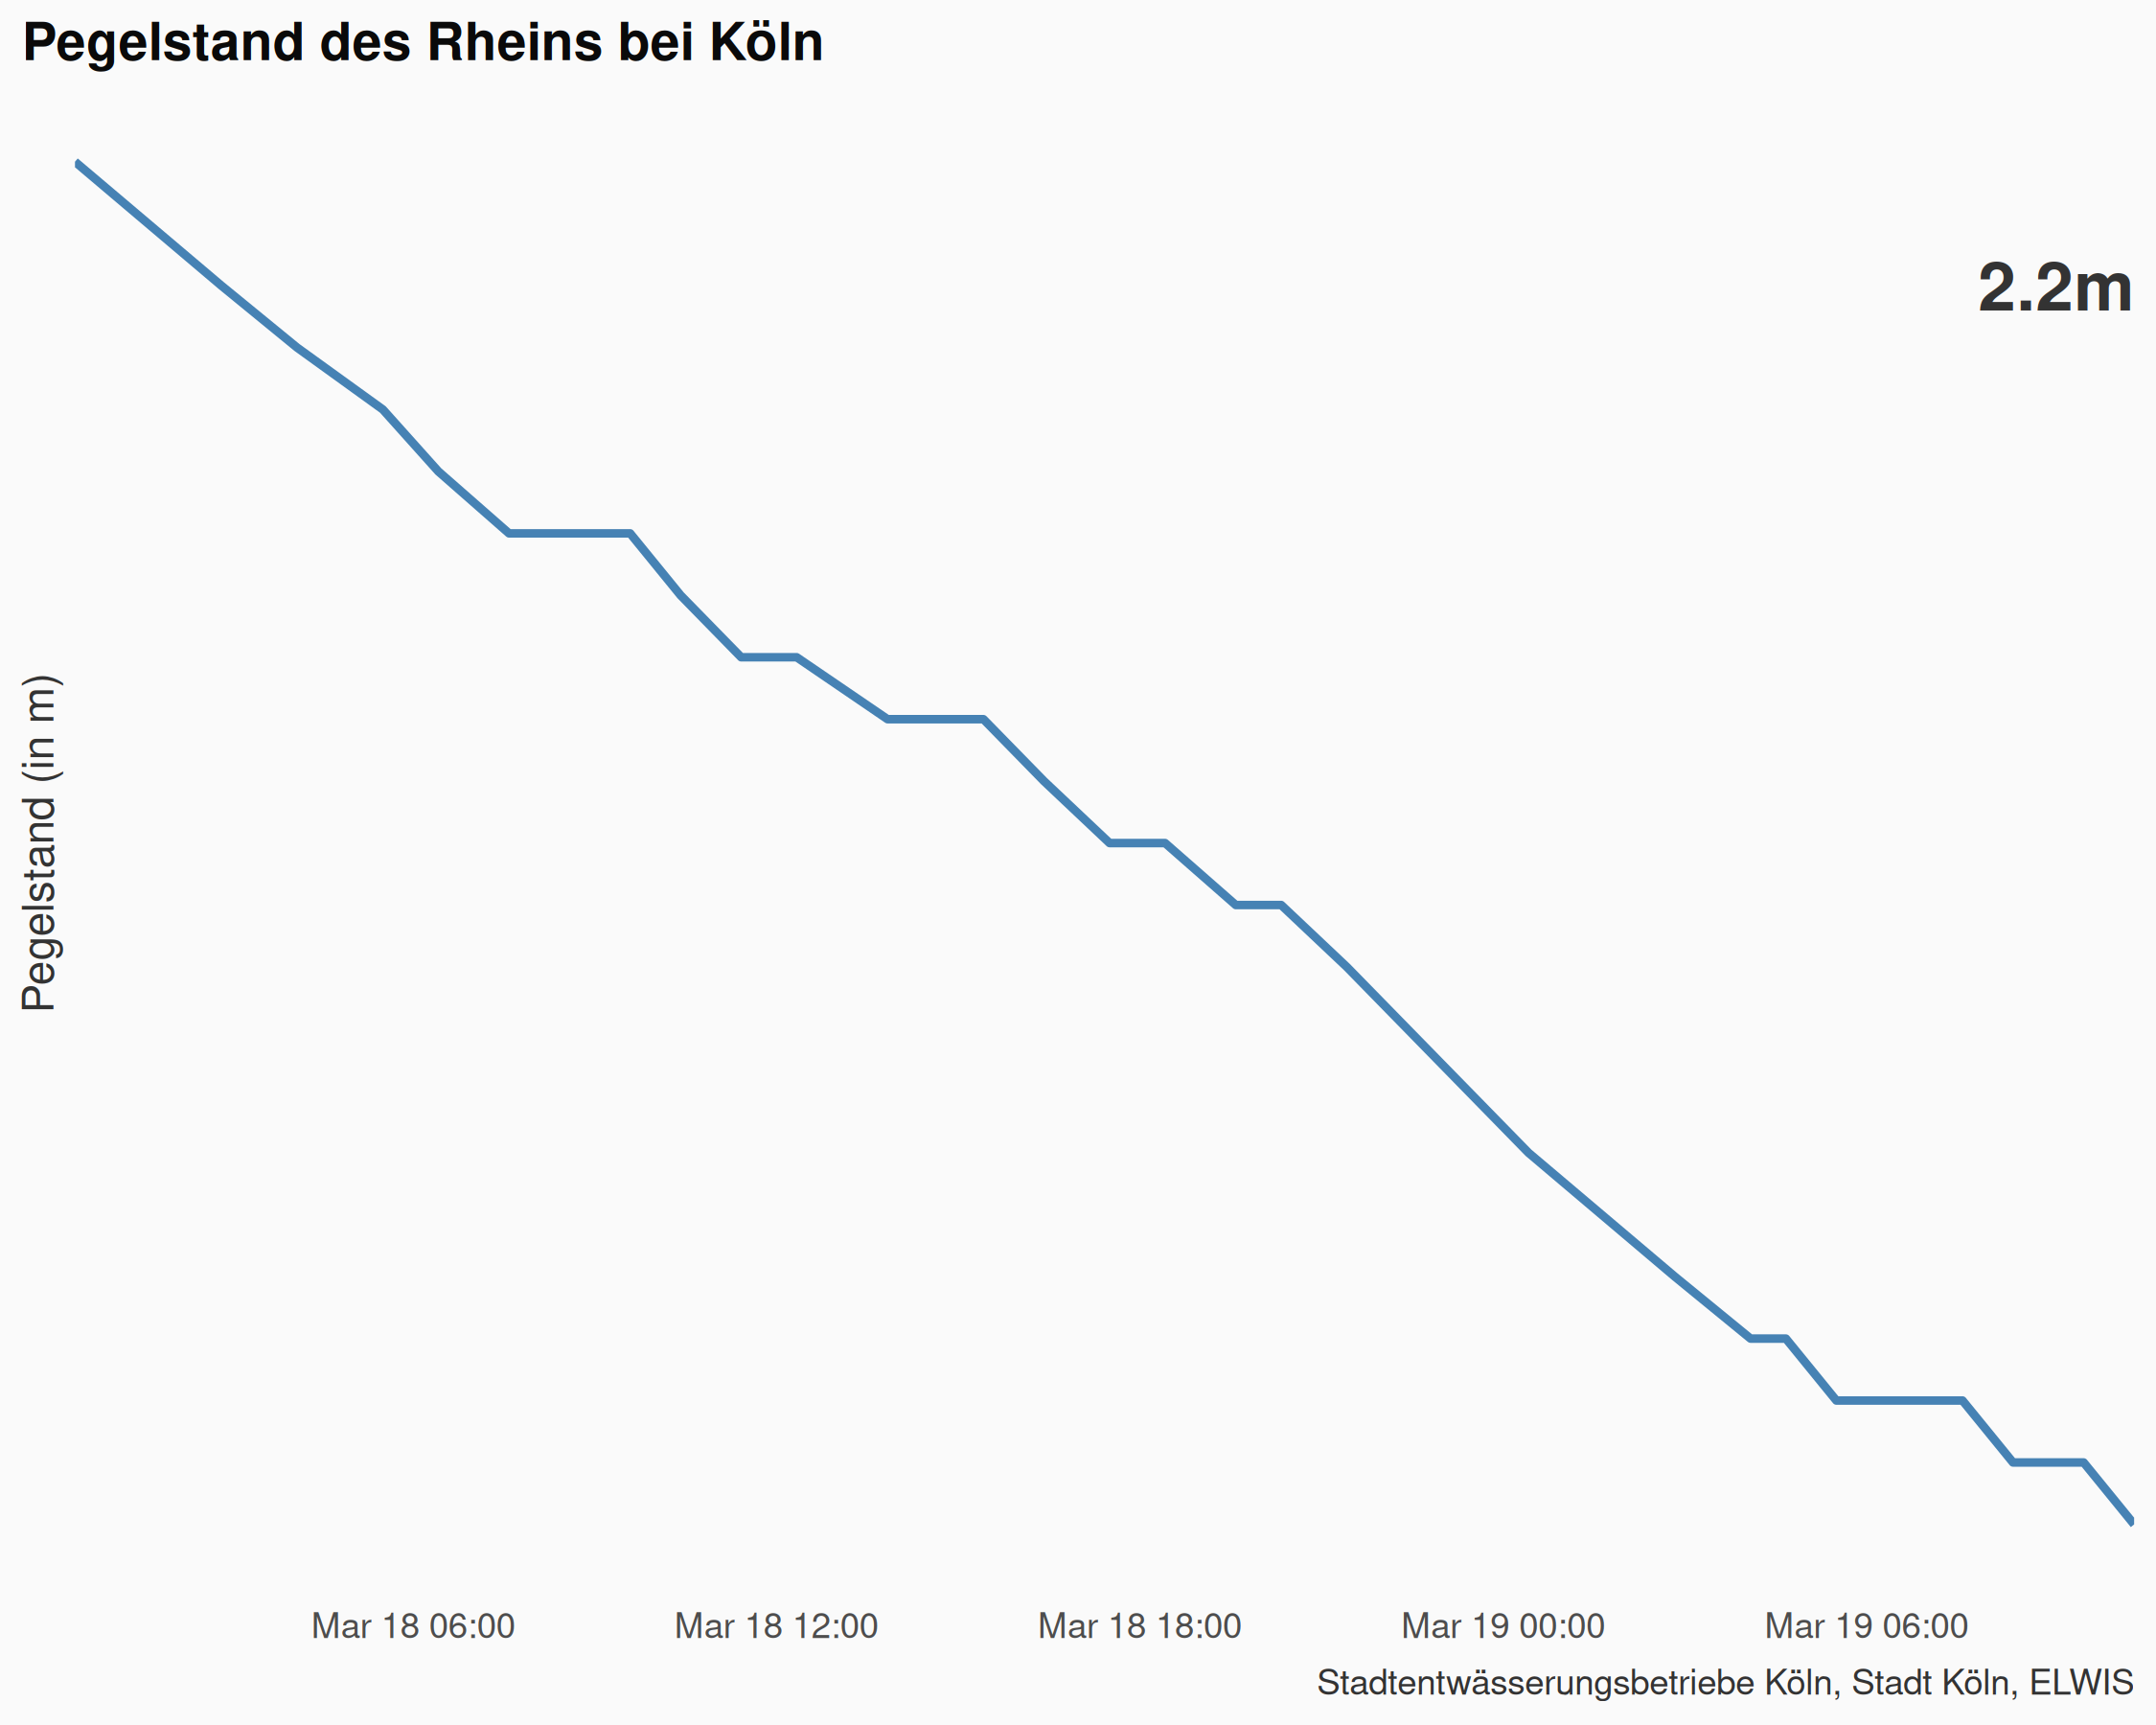 Pegelstand des Rheins bei Köln
2.2m
Pegelstand (in m)
Mar 18 06:00 Mar 18 12:00 Mar 18 18:00 Mar 19 00:00 Mar 19 06:00
Stadtentwässerungsbetriebe Köln, Stadt Köln, ELWIS